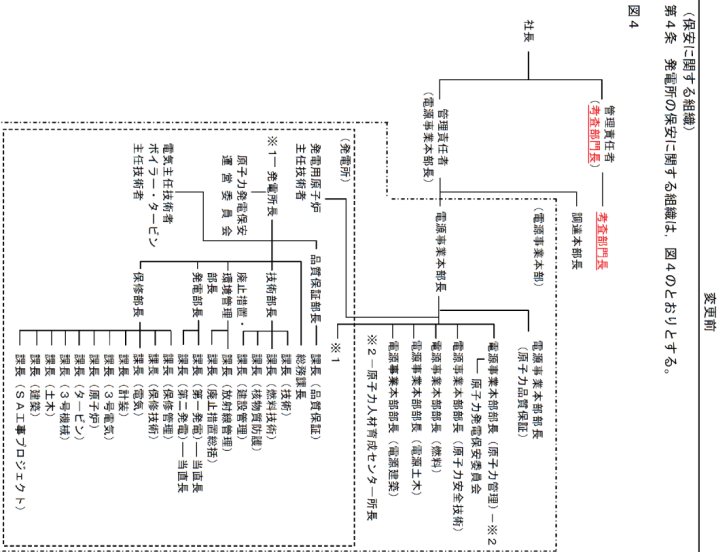 変更前
（保安に関する組織）
第４条　発電所の保安に関する組織は，図４のとおりとする。
図４
社長
管理責任者
（考査部門長）
考査部門長
管理責任者
（電源事業本部長）
調達本部長
（電源事業本部）
電源事業本部長
電源事業本部部長
（原子力品質保証）
電源事業本部部長（原子力管理）－※２
原子力発電保安委員会
電源事業本部部長（原子力安全技術）
電源事業本部部長（燃料）
電源事業本部部長（電源土木）
電源事業本部部長（電源建築）
※２－原子力人材育成センター所長
※１
（発電所）
発電用原子炉
主任技術者
※１－発電所長
原子力発電保安
運営委員会
電気主任技術者
ボイラー・タービン
主任技術者
品質保証部長
課長（品質保証）
総務課長
技術部長
課長（技術）
課長（燃料技術）
課長（核物質防護）
課長（建設管理）
廃止措置・
環境管理
部長
課長（放射線管理）
課長（廃止措置総括）
発電部長
課長（第一発電）－当直長
課長（第二発電）－当直長
保修部長
課長（保修管理）
課長（保修技術）
課長（電気）
課長（計装）
課長（３号電気）
課長（原子炉）
課長（タービン）
課長（３号機械）
課長（土木）
課長（建築）
課長（ＳＡ工事プロジェクト）